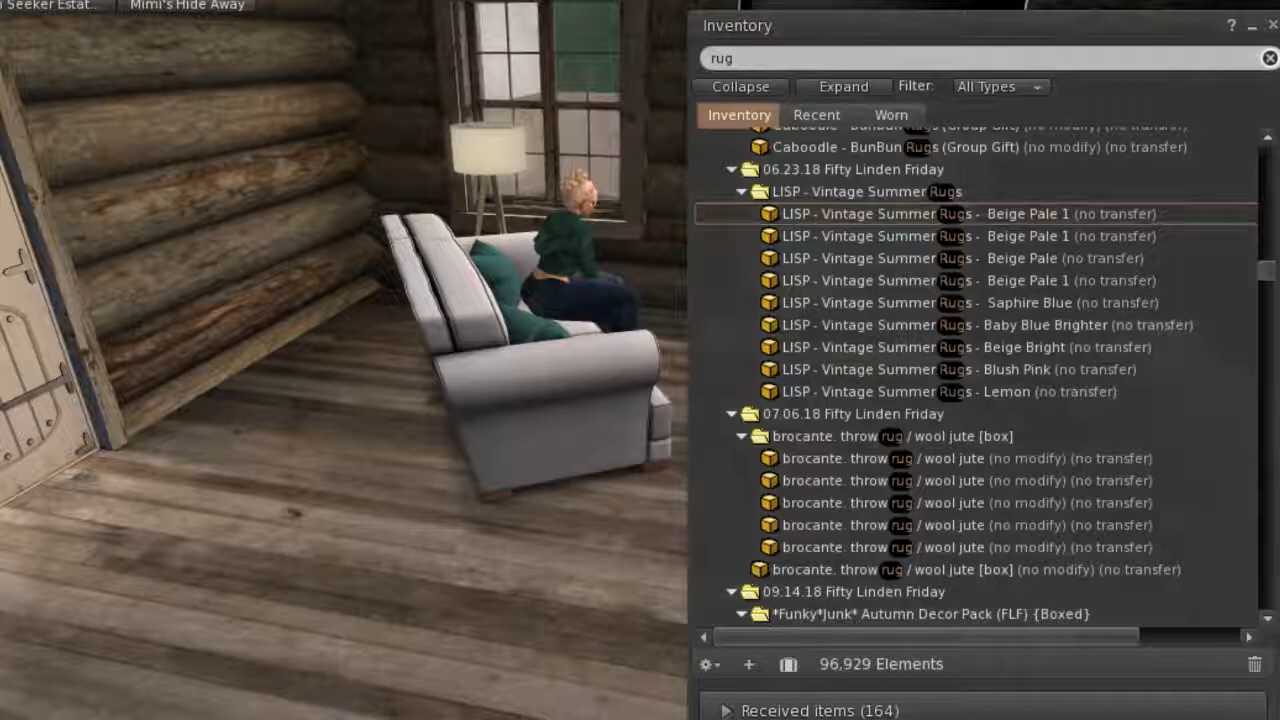 Seeker Estat..
Mimi's Hide Away
Inventory
?
rug
Collapse
Expand
Filter:
All Types
Inventory
Recent
Worn
Caboodle - BunBun Rugs (Group Gift) (no modify) (no transfer)
Caboodle - BunBun Rugs (Group Gift) (no modify) (no transfer)
06.23.18 Fifty Linden Friday
LISP - Vintage Summer Rugs
LISP - Vintage Summer Rugs - Beige Pale 1 (no transfer)
LISP - Vintage Summer Rugs - Beige Pale 1 (no transfer)
LISP - Vintage Summer Rugs - Beige Pale (no transfer)
LISP - Vintage Summer Rugs - Beige Pale 1 (no transfer)
LISP - Vintage Summer Rugs - Saphire Blue (no transfer)
LISP - Vintage Summer Rugs - Baby Blue Brighter (no transfer)
LISP - Vintage Summer Rugs - Beige Bright (no transfer)
LISP - Vintage Summer Rugs - Blush Pink (no transfer)
LISP - Vintage Summer Rugs - Lemon (no transfer)
07.06.18 Fifty Linden Friday
brocante. throw rug / wool jute [box]
brocante. throw rug / wool jute (no modify) (no transfer)
brocante. throw rug / wool jute (no modify) (no transfer)
brocante. throw rug / wool jute (no modify) (no transfer)
brocante. throw rug / wool jute (no modify) (no transfer)
brocante. throw rug / wool jute (no modify) (no transfer)
brocante. throw rug / wool jute [box] (no modify) (no transfer)
09.14.18 Fifty Linden Friday
*Funky*Junk* Autumn Decor Pack (FLF) {Boxed}
96,929 Elements
Received items (164)